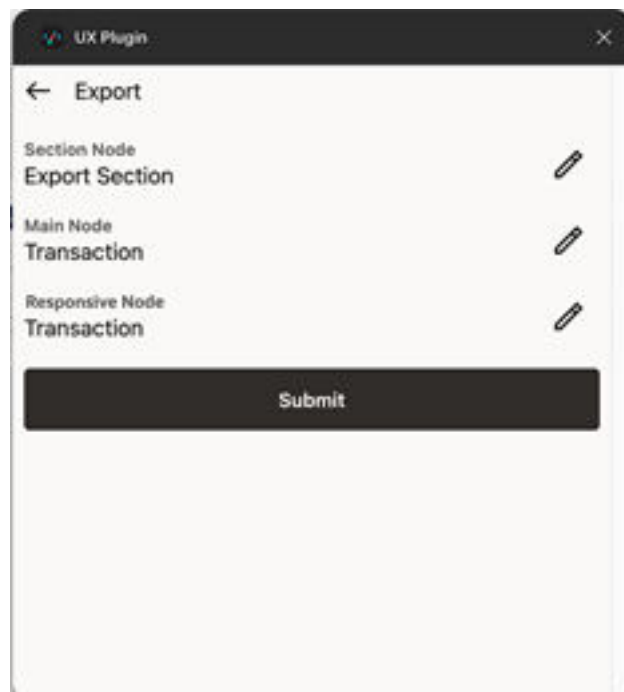 UX Plugin
Export
Section Node
Export Section
Main Node
Transaction
Responsive Node
Transaction
Submit